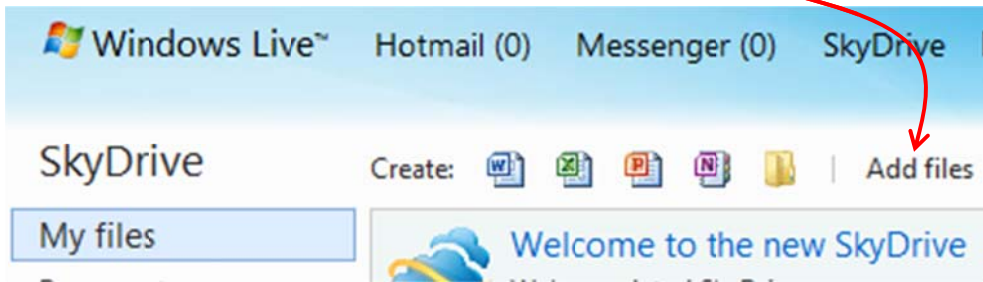 Windows Live™ Hotmail (0) Messenger (0) SkyDrive
SkyDrive Create: Add files
My files
Welcome to the new SkyDrive